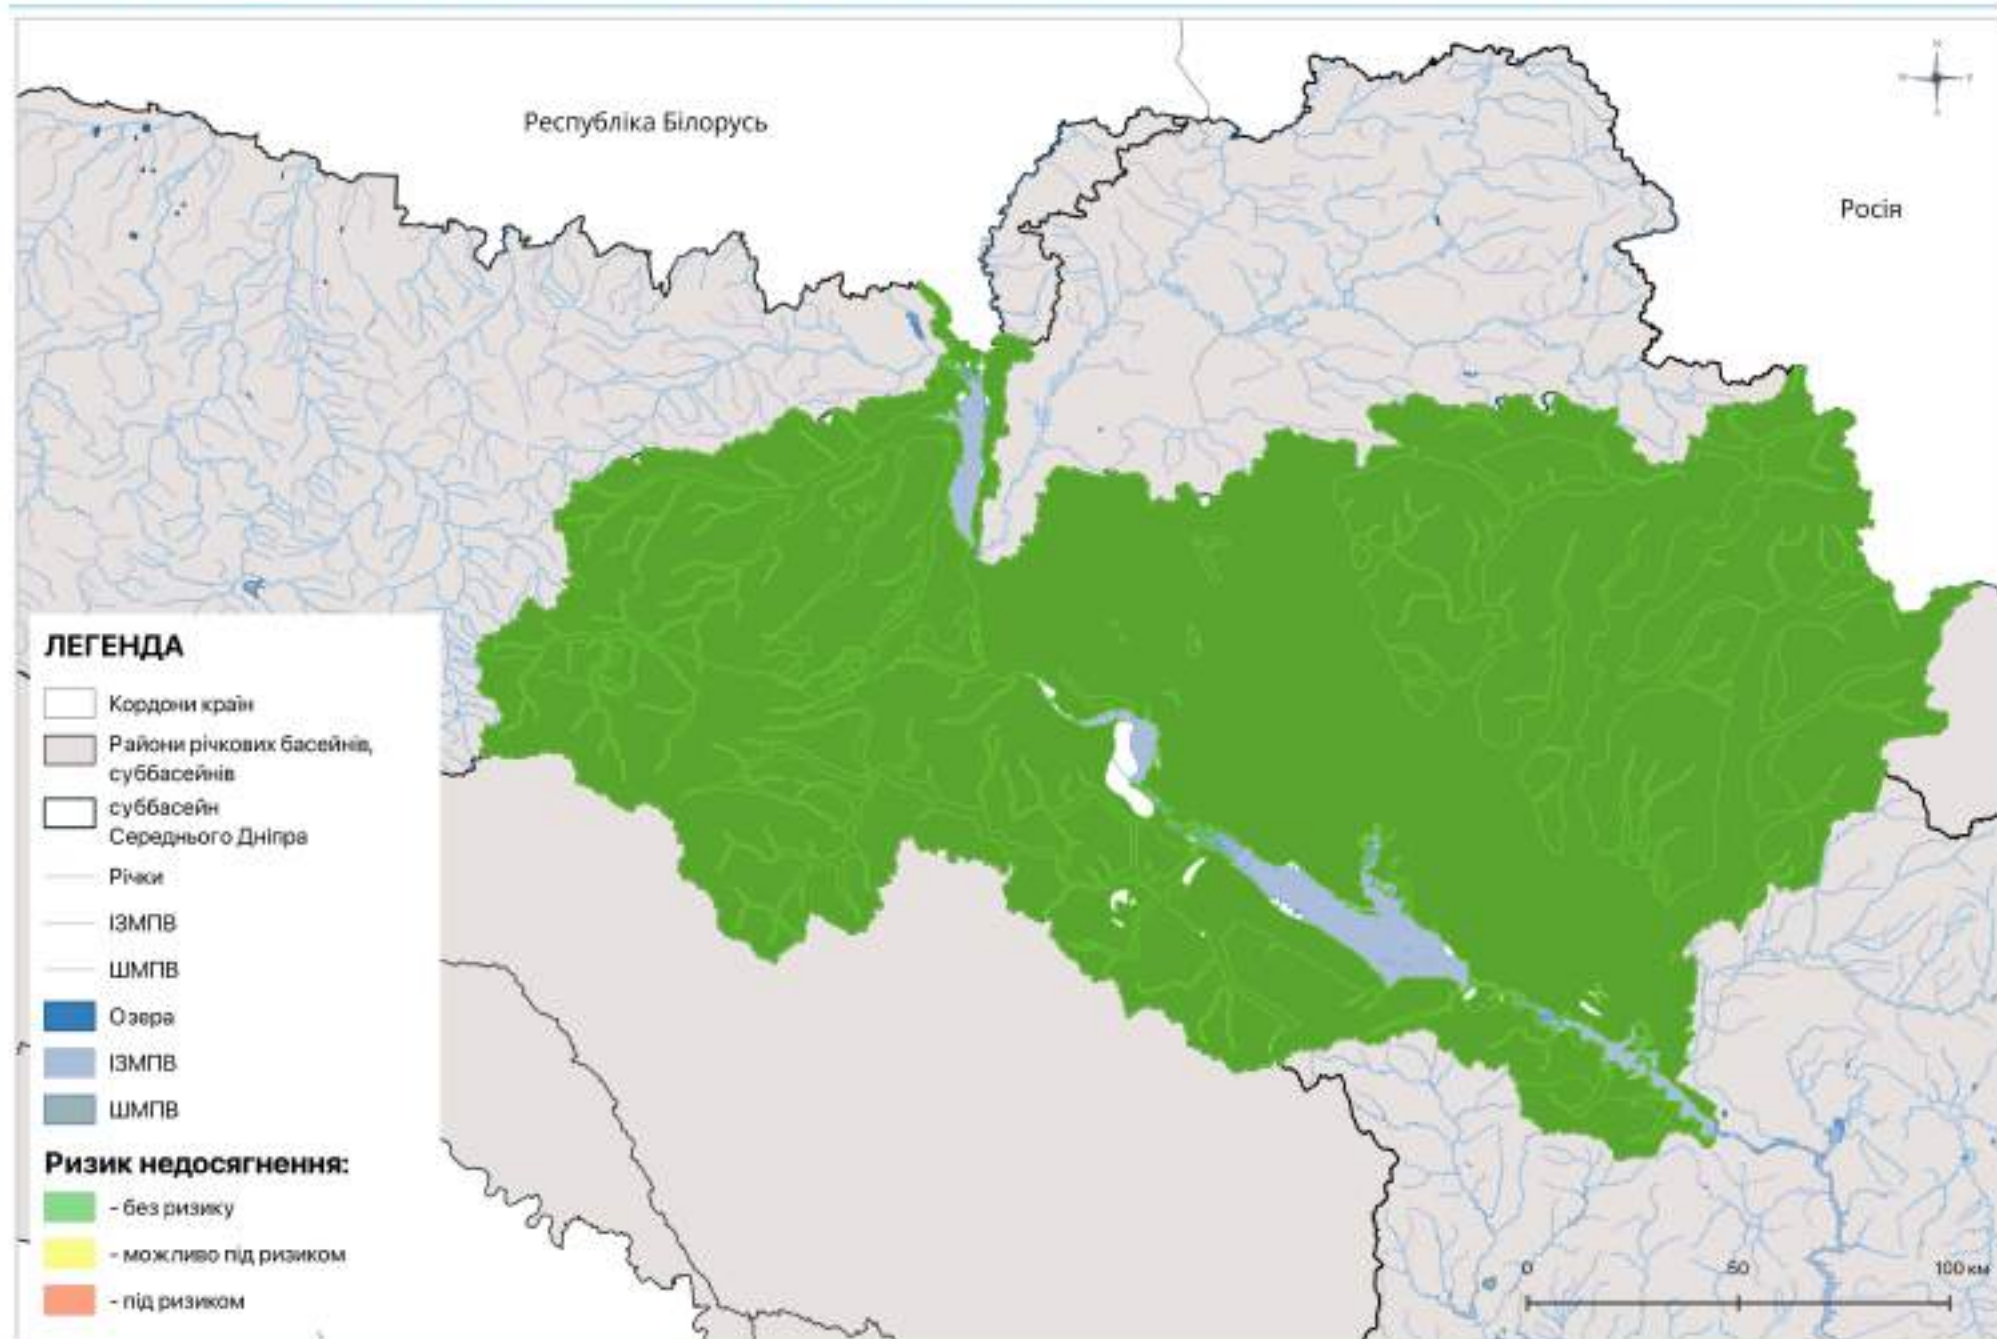 Республіка Білорусь
Росія
ЛЕГЕНДА
Кордони країн
Райони річкових басейнів,
суббасейнів
суббасейн
Середнього Дніпра
Річки
ІЗМПВ
ШМПВ
Озера
ІЗМПВ
ШМПВ
Ризик недосягнення:
- без ризику
- можливо під ризиком
- під ризиком
0 50 100 км